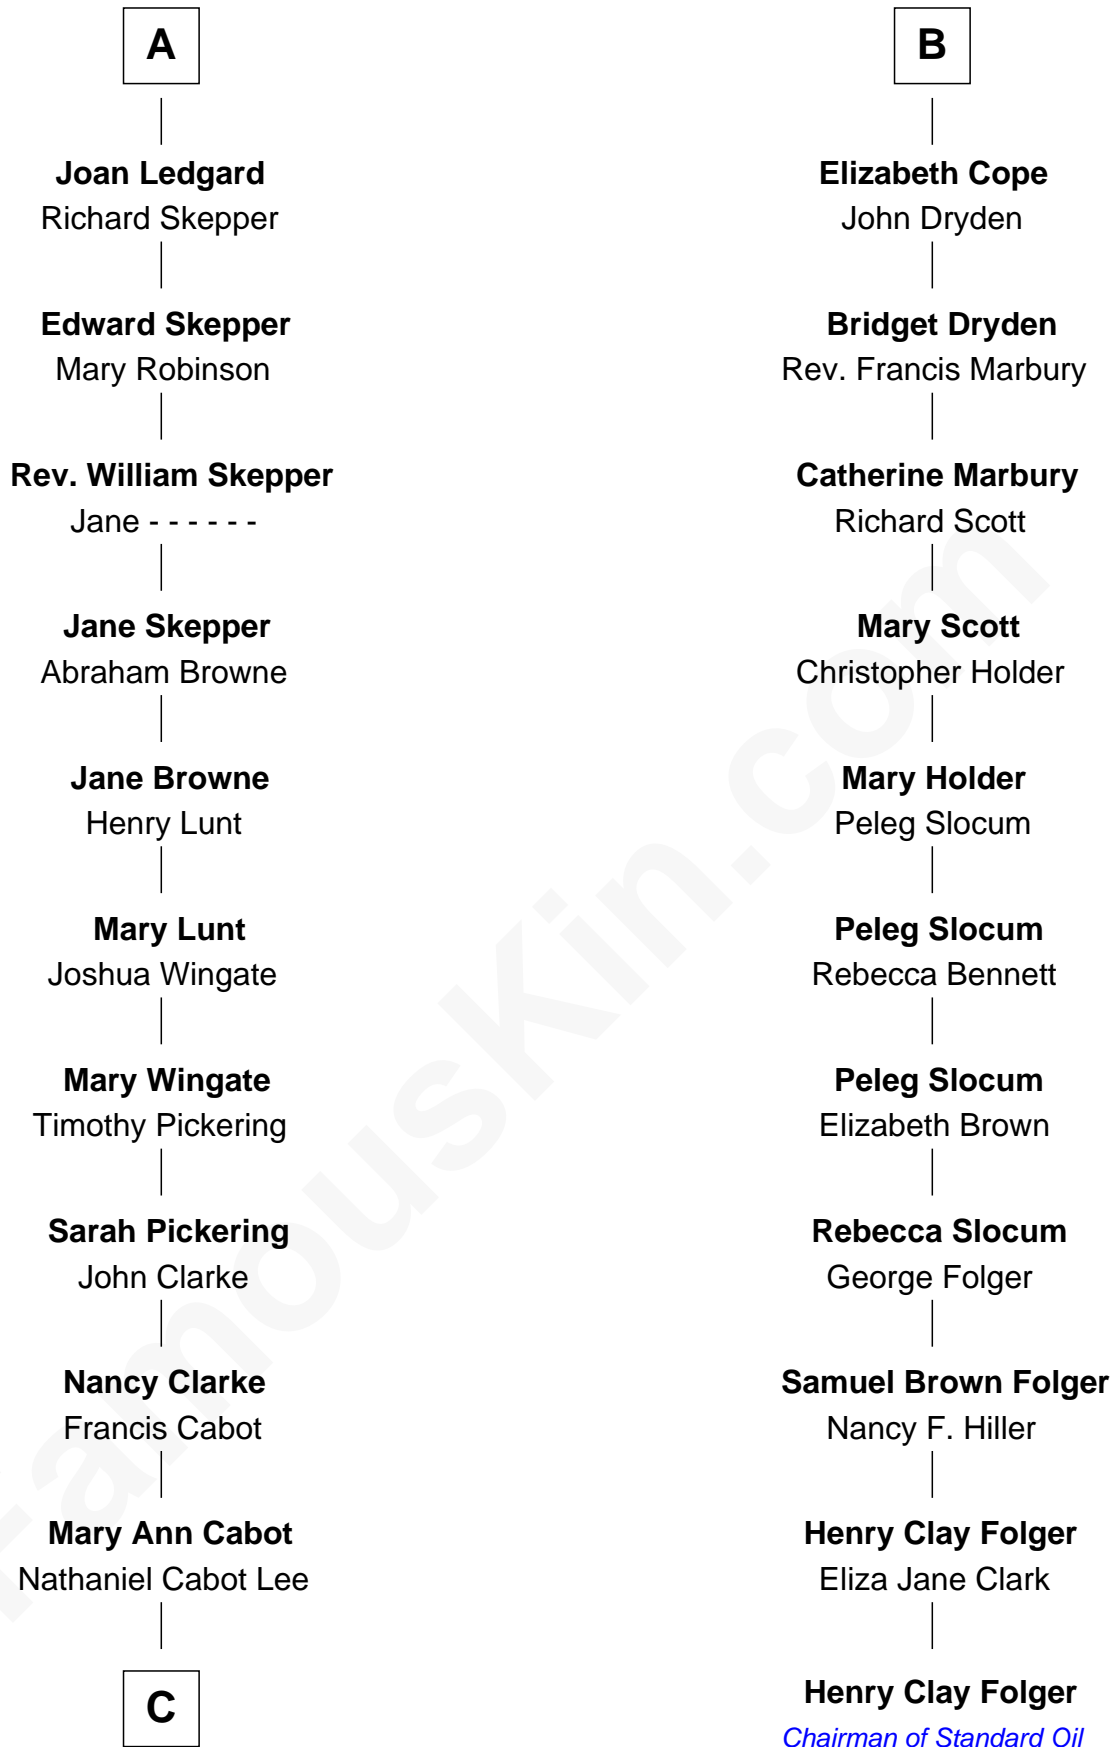 A
Joan Ledgard
Richard Skepper
Edward Skepper
Mary Robinson
Rev. William Skepper
Jane - - - - - -
Jane Skepper
Abraham Browne
Jane Browne
Henry Lunt
Mary Lunt
Joshua Wingate
Mary Wingate
Timothy Pickering
Sarah Pickering
John Clarke
Nancy Clarke
Francis Cabot
Mary Ann Cabot
Nathaniel Cabot Lee
C
B
Elizabeth Cope
John Dryden
Bridget Dryden
Rev. Francis Marbury
Catherine Marbury
Richard Scott
Mary Scott
Christopher Holder
Mary Holder
Peleg Slocum
Peleg Slocum
Rebecca Bennett
Peleg Slocum
Elizabeth Brown
Rebecca Slocum
George Folger
Samuel Brown Folger
Nancy F. Hiller
Henry Clay Folger
Eliza Jane Clark
Henry Clay Folger
Chairman of Standard Oil
FamousKin.com